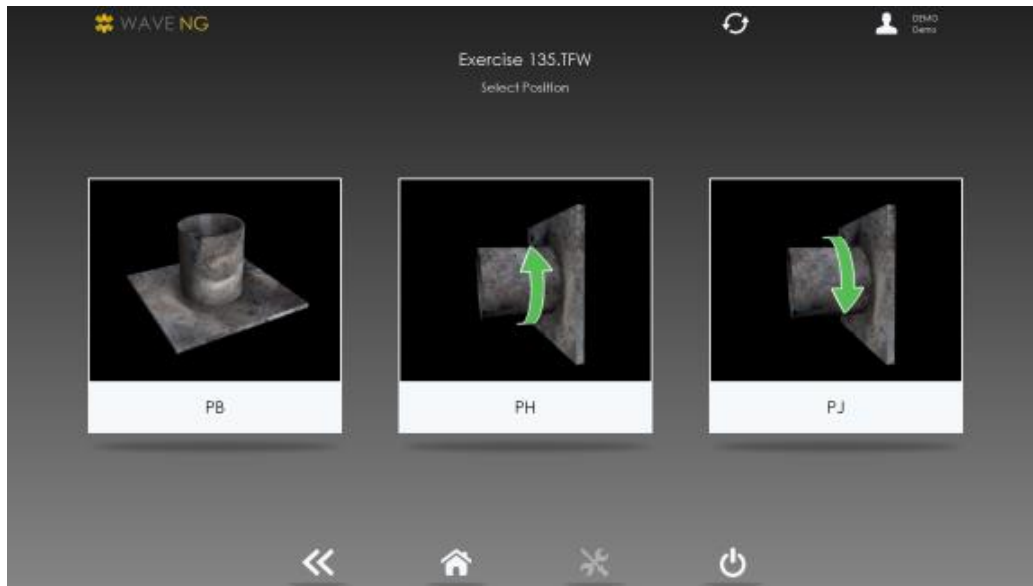 WAVE NG
DEMO
Demo
Exercise 135.TFW
Select Position
PB
PH
PJ